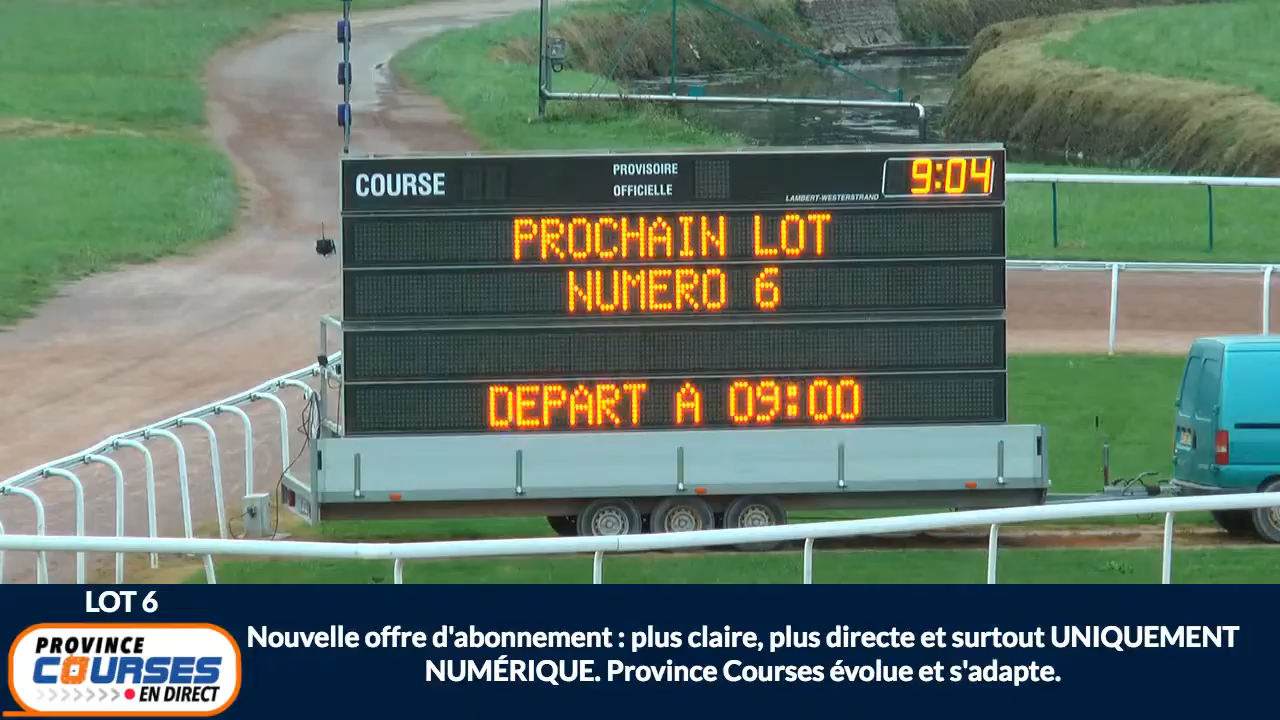 COURSE
PROVISOIRE
OFFICIELLE
9:04
LAMBERT-WESTERSTRAND
PROCHAIN LOT
NUMERO 6
DEPART A 09:00
LOT 6
PROVINCE
COURSES
EN DIRECT
Nouvelle offre d'abonnement : plus claire, plus directe et surtout UNIQUEMENT
NUMÉRIQUE. Province Courses évolue et s'adapte.